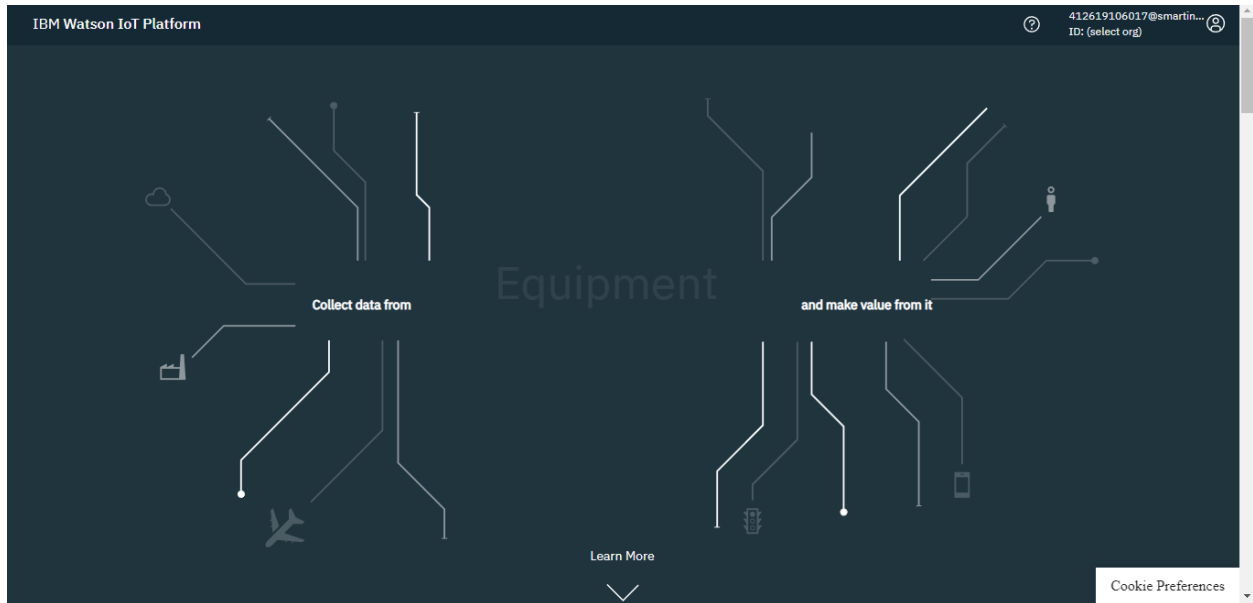 IBM Watson IoT Platform
412619106017@smartin...
ID: (select org)
Equipment
Collect data from
and make value from it
Learn More
Cookie Preferences